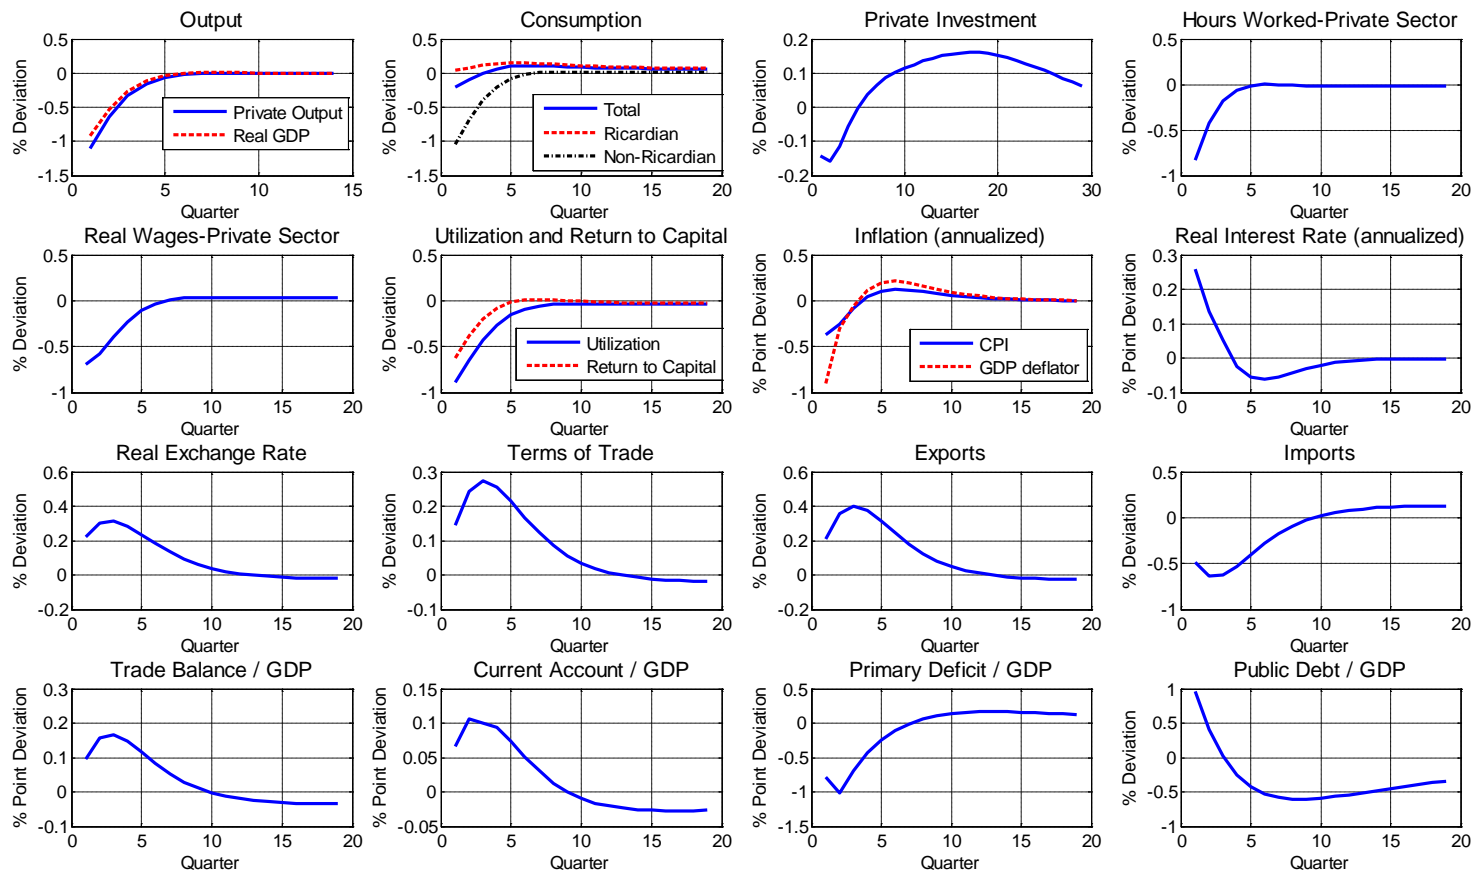 Output
% Deviation
0.5
0
-0.5
-1
-1.5
Private Output
Real GDP
0 5 10 15
Quarter
Consumption
% Deviation
0.5
0
-0.5
-1
-1.5
Total
Ricardian
Non-Ricardian
0 5 10 15 20
Quarter
Private Investment
% Deviation
0.2
0.1
0
-0.1
-0.2
0 10 20 30
Quarter
Hours Worked-Private Sector
% Deviation
0.5
0
-0.5
-1
0 5 10 15 20
Quarter
Real Wages-Private Sector
% Deviation
0.5
0
-0.5
-1
0 5 10 15 20
Quarter
Utilization and Return to Capital
% Deviation
0.5
0
-0.5
-1
Utilization
Return to Capital
0 5 10 15 20
Quarter
Inflation (annualized)
% Point Deviation
0.5
0
-0.5
-1
CPI
GDP deflator
0 5 10 15 20
Quarter
Real Interest Rate (annualized)
% Point Deviation
0.3
0.2
0.1
0
-0.1
0 5 10 15 20
Quarter
Real Exchange Rate
% Deviation
0.6
0.4
0.2
0
-0.2
0 5 10 15 20
Quarter
Terms of Trade
% Deviation
0.3
0.2
0.1
0
-0.1
0 5 10 15 20
Quarter
Exports
% Deviation
0.6
0.4
0.2
0
-0.2
0 5 10 15 20
Quarter
Imports
% Deviation
0.5
0
-0.5
-1
0 5 10 15 20
Quarter
Trade Balance / GDP
% Point Deviation
0.3
0.2
0.1
0
-0.1
0 5 10 15 20
Quarter
Current Account / GDP
% Point Deviation
0.15
0.1
0.05
0
-0.05
0 5 10 15 20
Quarter
Primary Deficit / GDP
% Point Deviation
0.5
0
-0.5
-1
-1.5
0 5 10 15 20
Quarter
Public Debt / GDP
% Deviation
1
0.5
0
-0.5
-1
0 5 10 15 20
Quarter